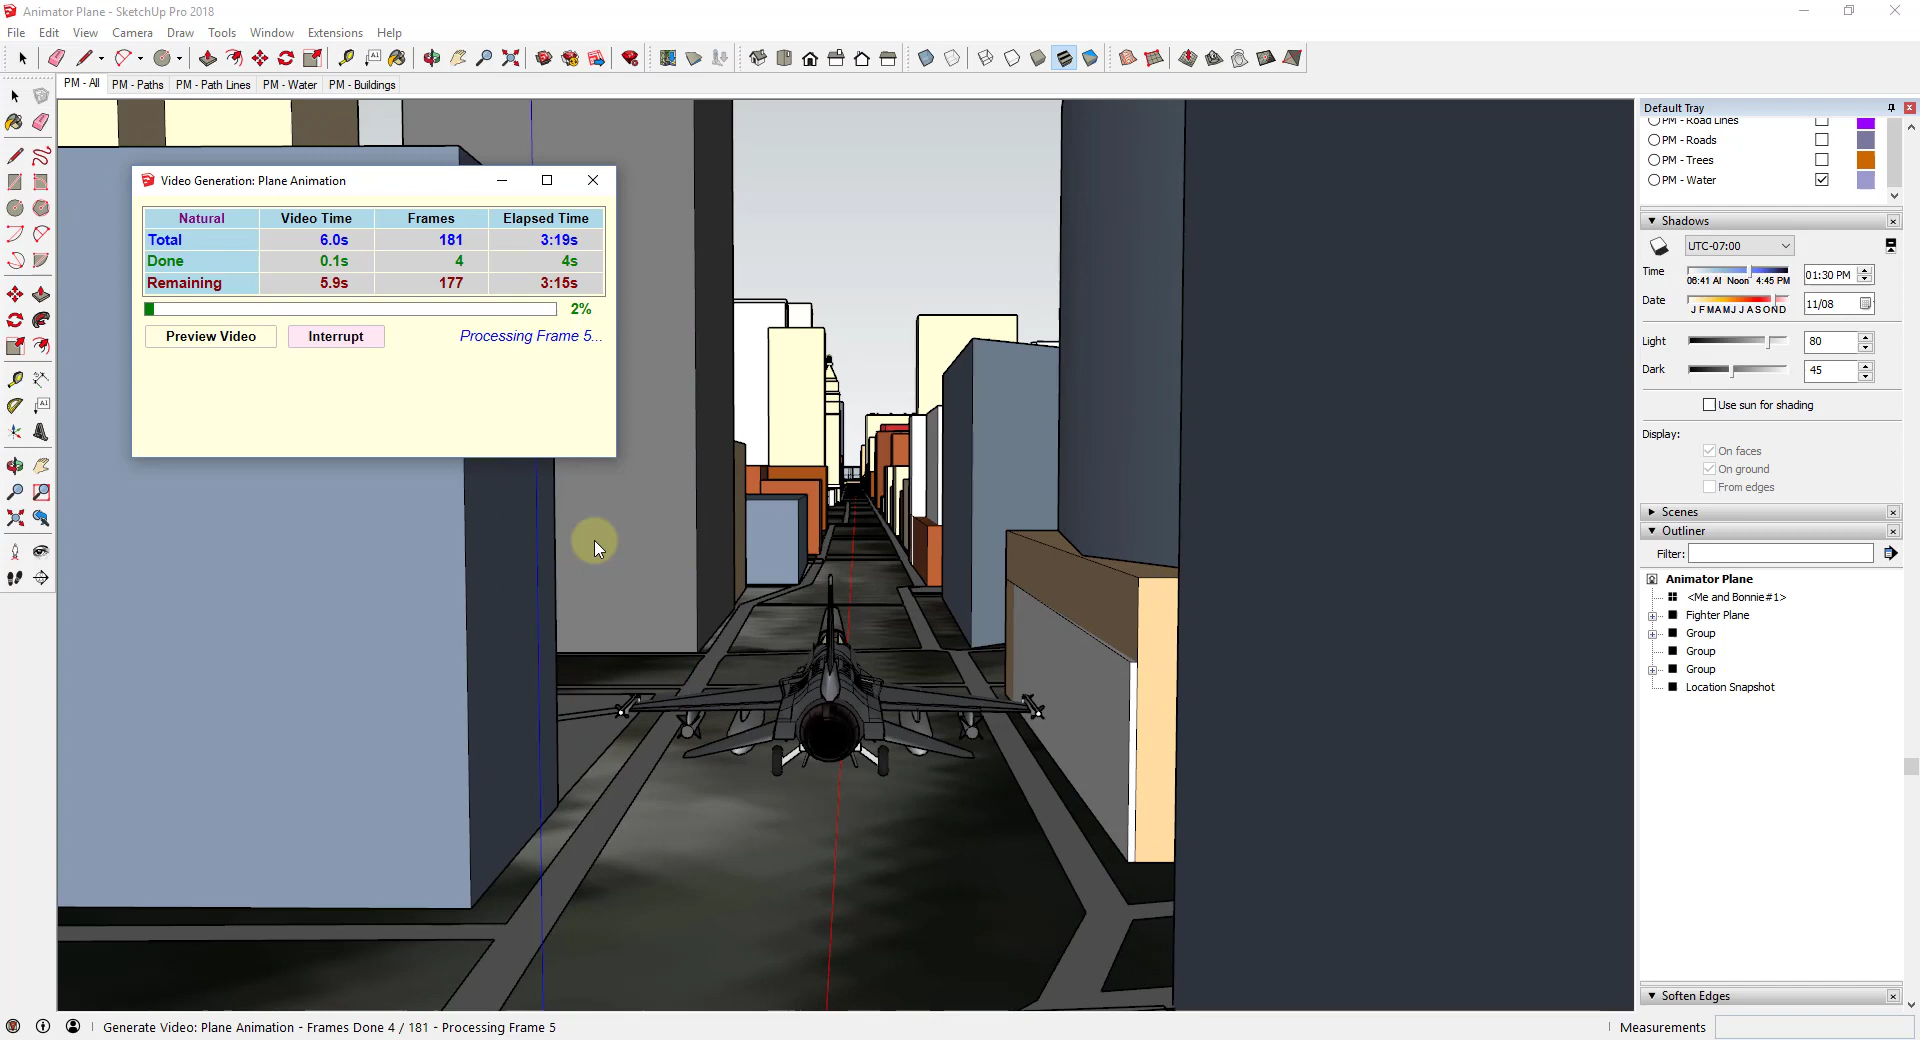 Animator Plane - SketchUp Pro 2018
File Edit View Camera Draw Tools Window Extensions Help
PM - All PM - Paths PM - Path Lines PM - Water PM - Buildings
Video Generation: Plane Animation
Natural Video Time Frames Elapsed Time
Total 6.0s 181 3:19s
Done 0.1s 4 4s
Remaining 5.9s 177 3:15s
2%
Preview Video Interrupt Processing Frame 5...
Default Tray
PM - Road Lines
PM - Roads
PM - Trees
PM - Water
Shadows
UTC-07:00
Time 01:30 PM
06:41 AI Noon 4:45 PM
Date 11/08
J F M A M J J A S O N D
Light 80
Dark 45
Use sun for shading
Display:
On faces
On ground
From edges
Scenes
Outliner
Filter:
Animator Plane
<Me and Bonnie#1>
Fighter Plane
Group
Group
Group
Location Snapshot
Soften Edges
Generate Video: Plane Animation - Frames Done 4 / 181 - Processing Frame 5
Measurements